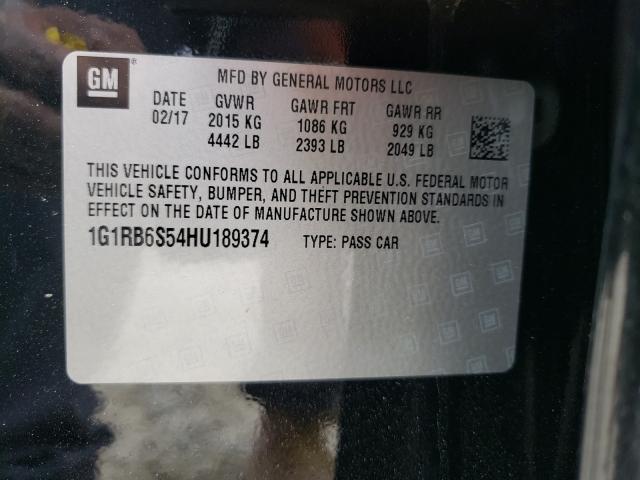 GM
®
MFD BY GENERAL MOTORS LLC
DATE GVWR GAWR FRT GAWR RR
02/17 2015 KG 1086 KG 929 KG
4442 LB 2393 LB 2049 LB
THIS VEHICLE CONFORMS TO ALL APPLICABLE U.S. FEDERAL MOTOR
VEHICLE SAFETY, BUMPER, AND THEFT PREVENTION STANDARDS IN
EFFECT ON THE DATE OF MANUFACTURE SHOWN ABOVE.
1G1RB6S54HU189374 TYPE: PASS CAR